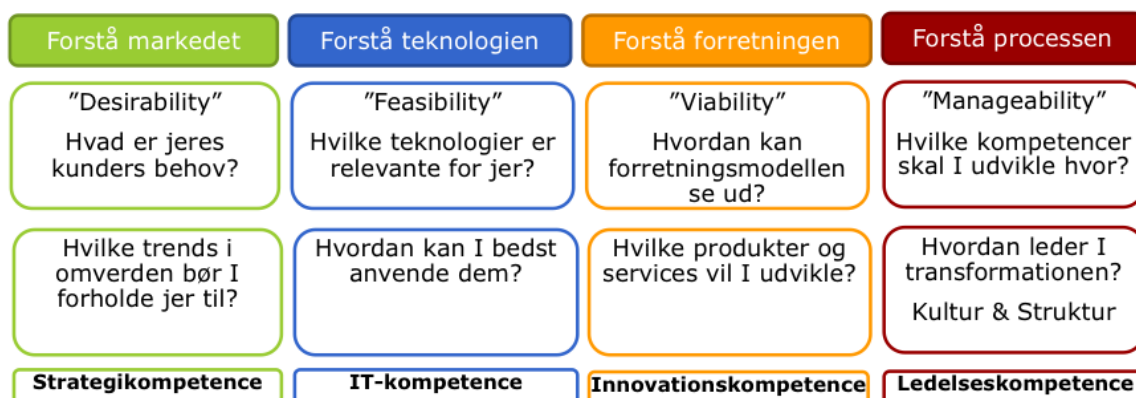 Forstå markedet
Forstå teknologien
Forstå forretningen
Forstå processen
"Desirability"
Hvad er jeres
kunders behov?
"Feasibility"
Hvilke teknologier er
relevante for jer?
"Viability"
Hvordan kan
forretningsmodellen
se ud?
"Manageability"
Hvilke kompetencer
skal I udvikle hvor?
Hvilke trends i
omverden bør I
forholde jer til?
Hvordan kan I bedst
anvende dem?
Hvilke produkter og
services vil I udvikle?
Hvordan leder I
transformationen?
Kultur & Struktur
Strategikompetence
IT-kompetence
Innovationskompetence
Ledelseskompetence